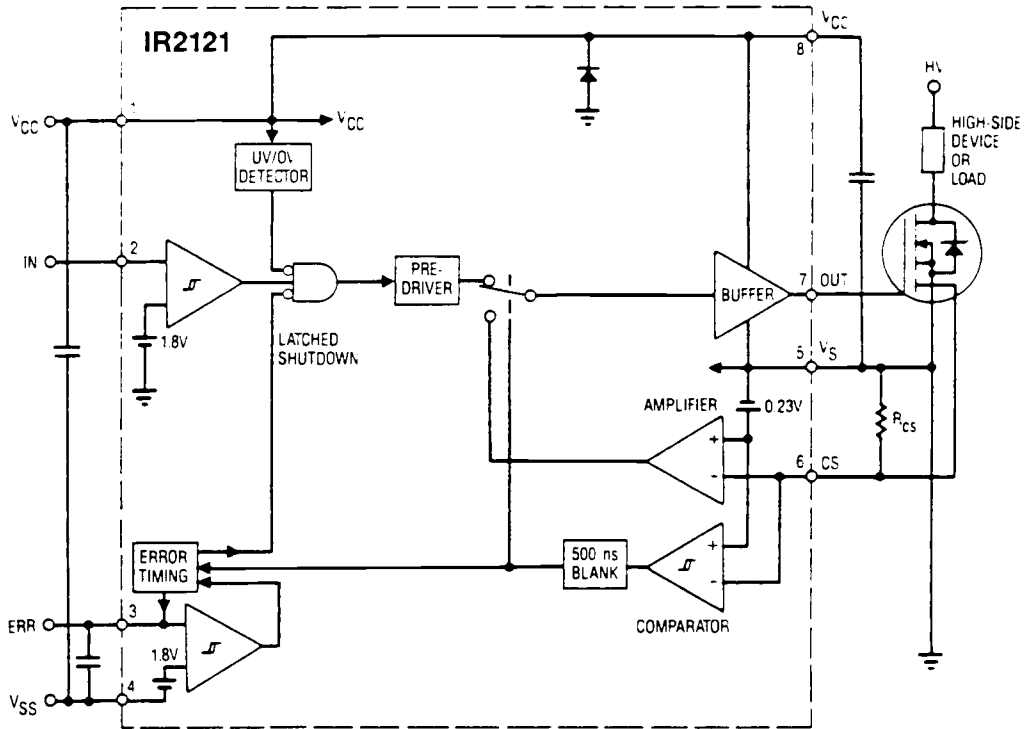 IR2121
VCC
8
HV
1
VCC
VCC
HIGH-SIDE
DEVICE
OR
LOAD
UV/OV
DETECTOR
IN
2
PRE-
DRIVER
BUFFER
7
OUT
1.8V
LATCHED
SHUTDOWN
5
VS
AMPLIFIER
0.23V
RCS
+
-
6
CS
ERROR
TIMING
500 ns
BLANK
+
-
COMPARATOR
ERR
3
1.8V
VSS
4